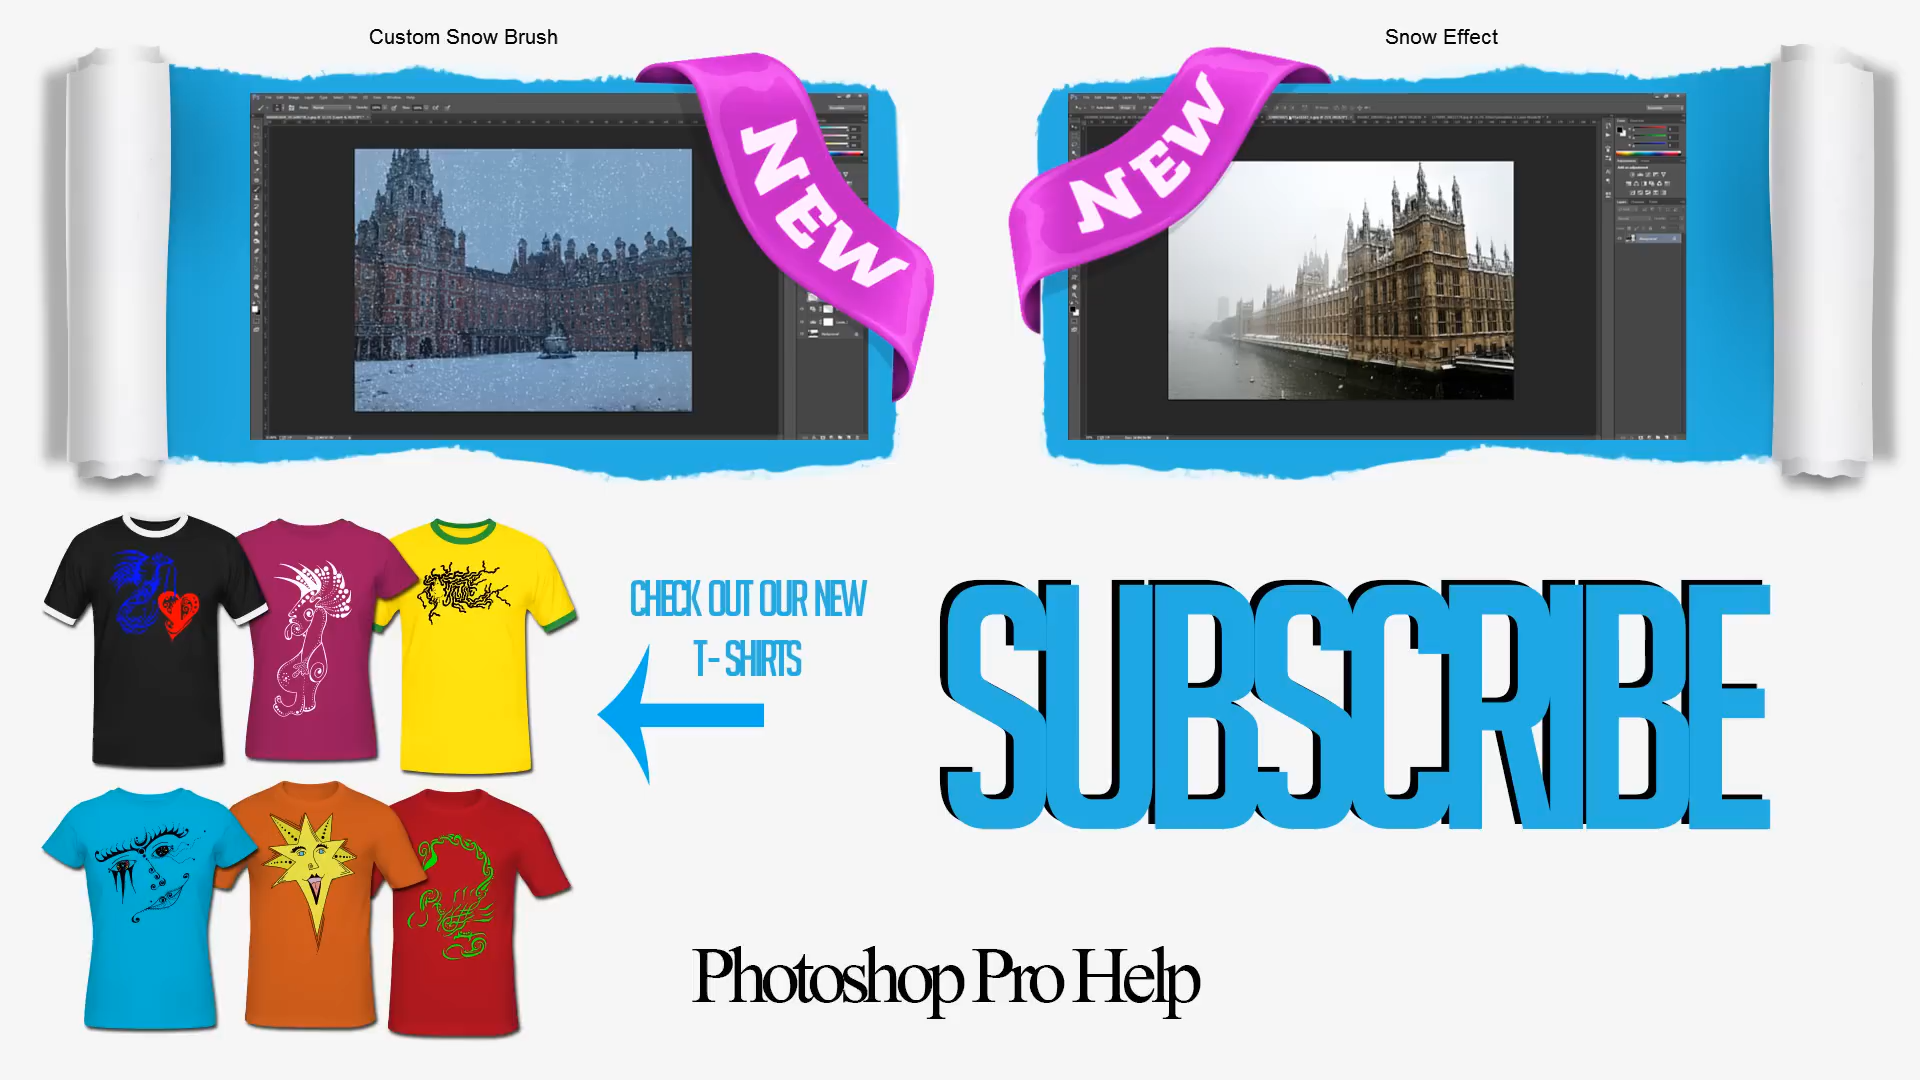 Custom Snow Brush
Snow Effect
NEW
NEW
CHECK OUT OUR NEW
T- SHIRTS
SUBSCRIBE
Photoshop Pro Help